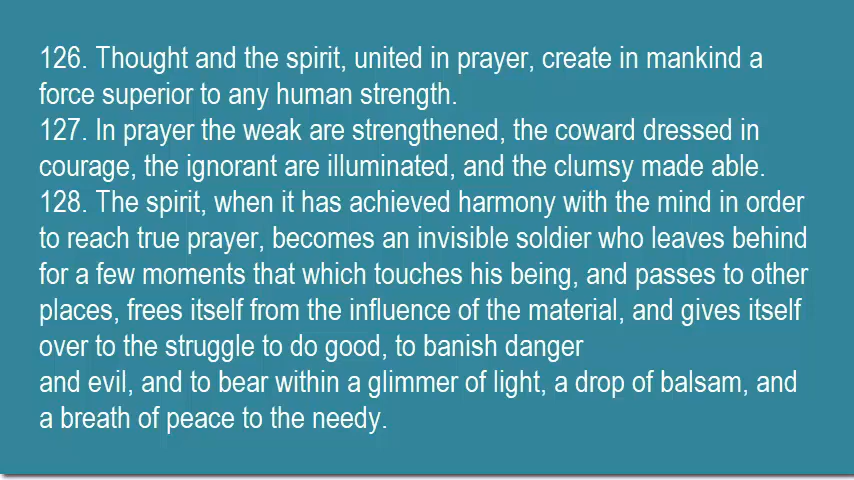 126. Thought and the spirit, united in prayer, create in mankind a
force superior to any human strength.
127. In prayer the weak are strengthened, the coward dressed in
courage, the ignorant are illuminated, and the clumsy made able.
128. The spirit, when it has achieved harmony with the mind in order
to reach true prayer, becomes an invisible soldier who leaves behind
for a few moments that which touches his being, and passes to other
places, frees itself from the influence of the material, and gives itself
over to the struggle to do good, to banish danger
and evil, and to bear within a glimmer of light, a drop of balsam, and
a breath of peace to the needy.